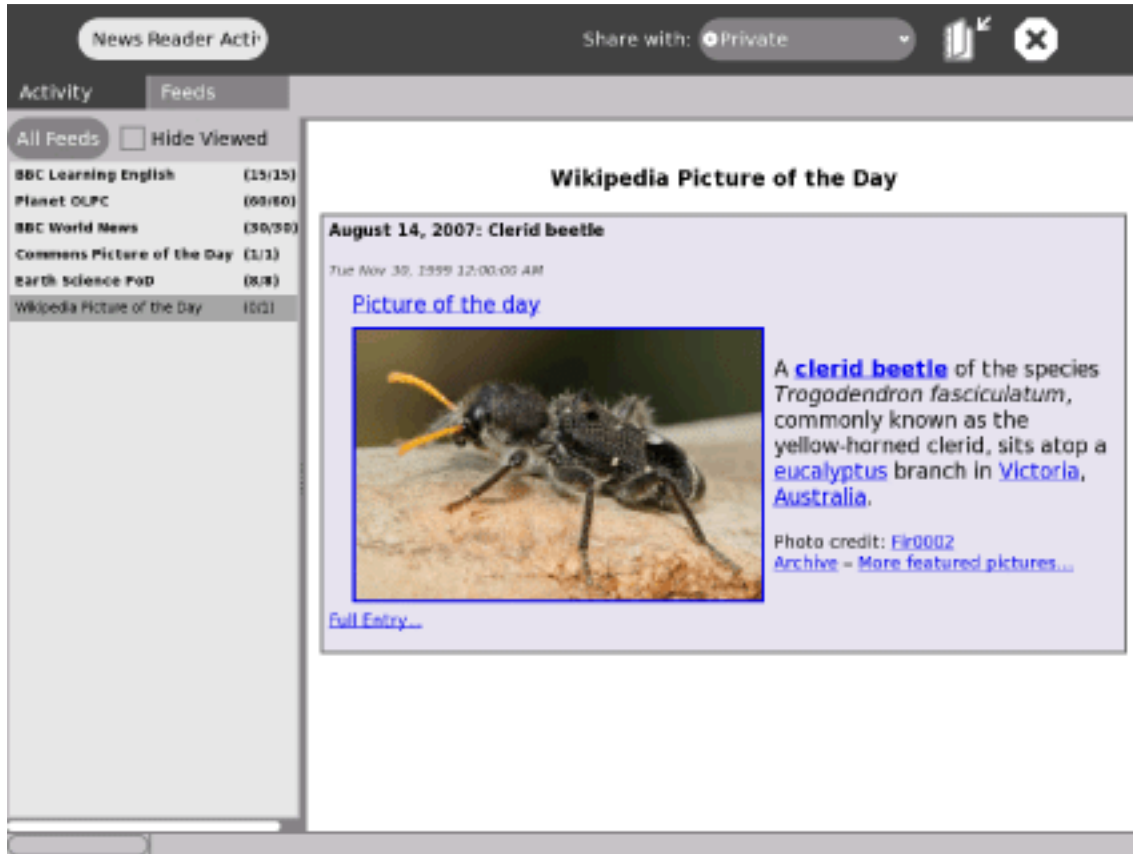 News Reader Acti
Share with: Private
Activity Feeds
All Feeds Hide Viewed
BBC Learning English (15/15)
Planet OLPC (60/60)
BBC World News (30/30)
Commons Picture of the Day (1/1)
Earth Science PoD (8/8)
Wikipedia Picture of the Day (0/1)
Wikipedia Picture of the Day
August 14, 2007: Clerid beetle
Tue Nov 30, 1999 12:00:00 AM
Picture of the day
A clerid beetle of the species
Trogodendron fasciculatum,
commonly known as the
yellow-horned clerid, sits atop a
eucalyptus branch in Victoria,
Australia.
Photo credit: Fir0002
Archive – More featured pictures...
Full Entry...